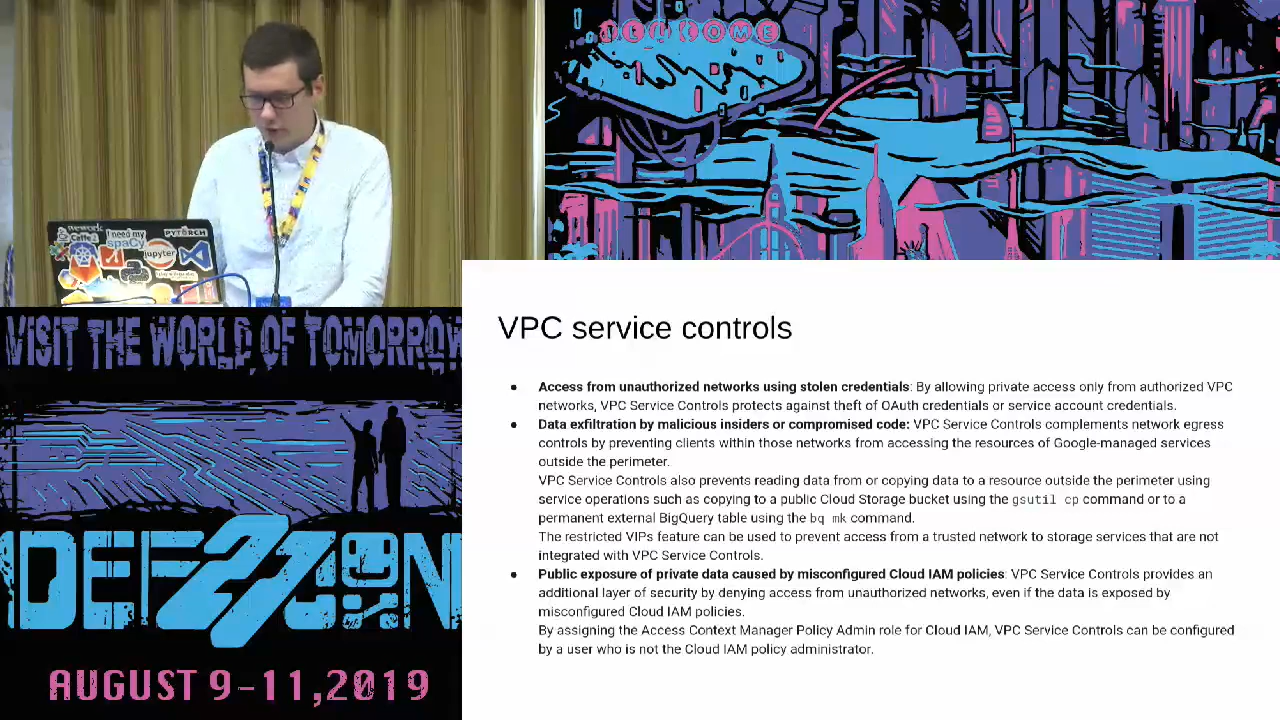 WELCOME
PYTORCH
Caffe2
I need my
spaCy
jupyter
VISIT THE WORLD OF TOMORROW
DEF 27 CON
AUGUST 9-11,2019
VPC service controls
● Access from unauthorized networks using stolen credentials: By allowing private access only from authorized VPC
networks, VPC Service Controls protects against theft of OAuth credentials or service account credentials.
● Data exfiltration by malicious insiders or compromised code: VPC Service Controls complements network egress
controls by preventing clients within those networks from accessing the resources of Google-managed services
outside the perimeter.
VPC Service Controls also prevents reading data from or copying data to a resource outside the perimeter using
service operations such as copying to a public Cloud Storage bucket using the gsutil cp command or to a
permanent external BigQuery table using the bq mk command.
The restricted VIPs feature can be used to prevent access from a trusted network to storage services that are not
integrated with VPC Service Controls.
● Public exposure of private data caused by misconfigured Cloud IAM policies: VPC Service Controls provides an
additional layer of security by denying access from unauthorized networks, even if the data is exposed by
misconfigured Cloud IAM policies.
By assigning the Access Context Manager Policy Admin role for Cloud IAM, VPC Service Controls can be configured
by a user who is not the Cloud IAM policy administrator.